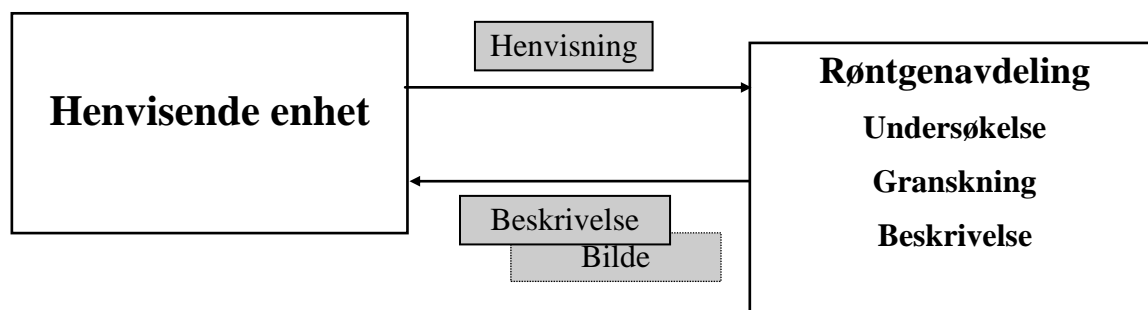 Henvisning
Henvisende enhet
Røntgenavdeling
Undersøkelse
Granskning
Beskrivelse
Beskrivelse
Bilde